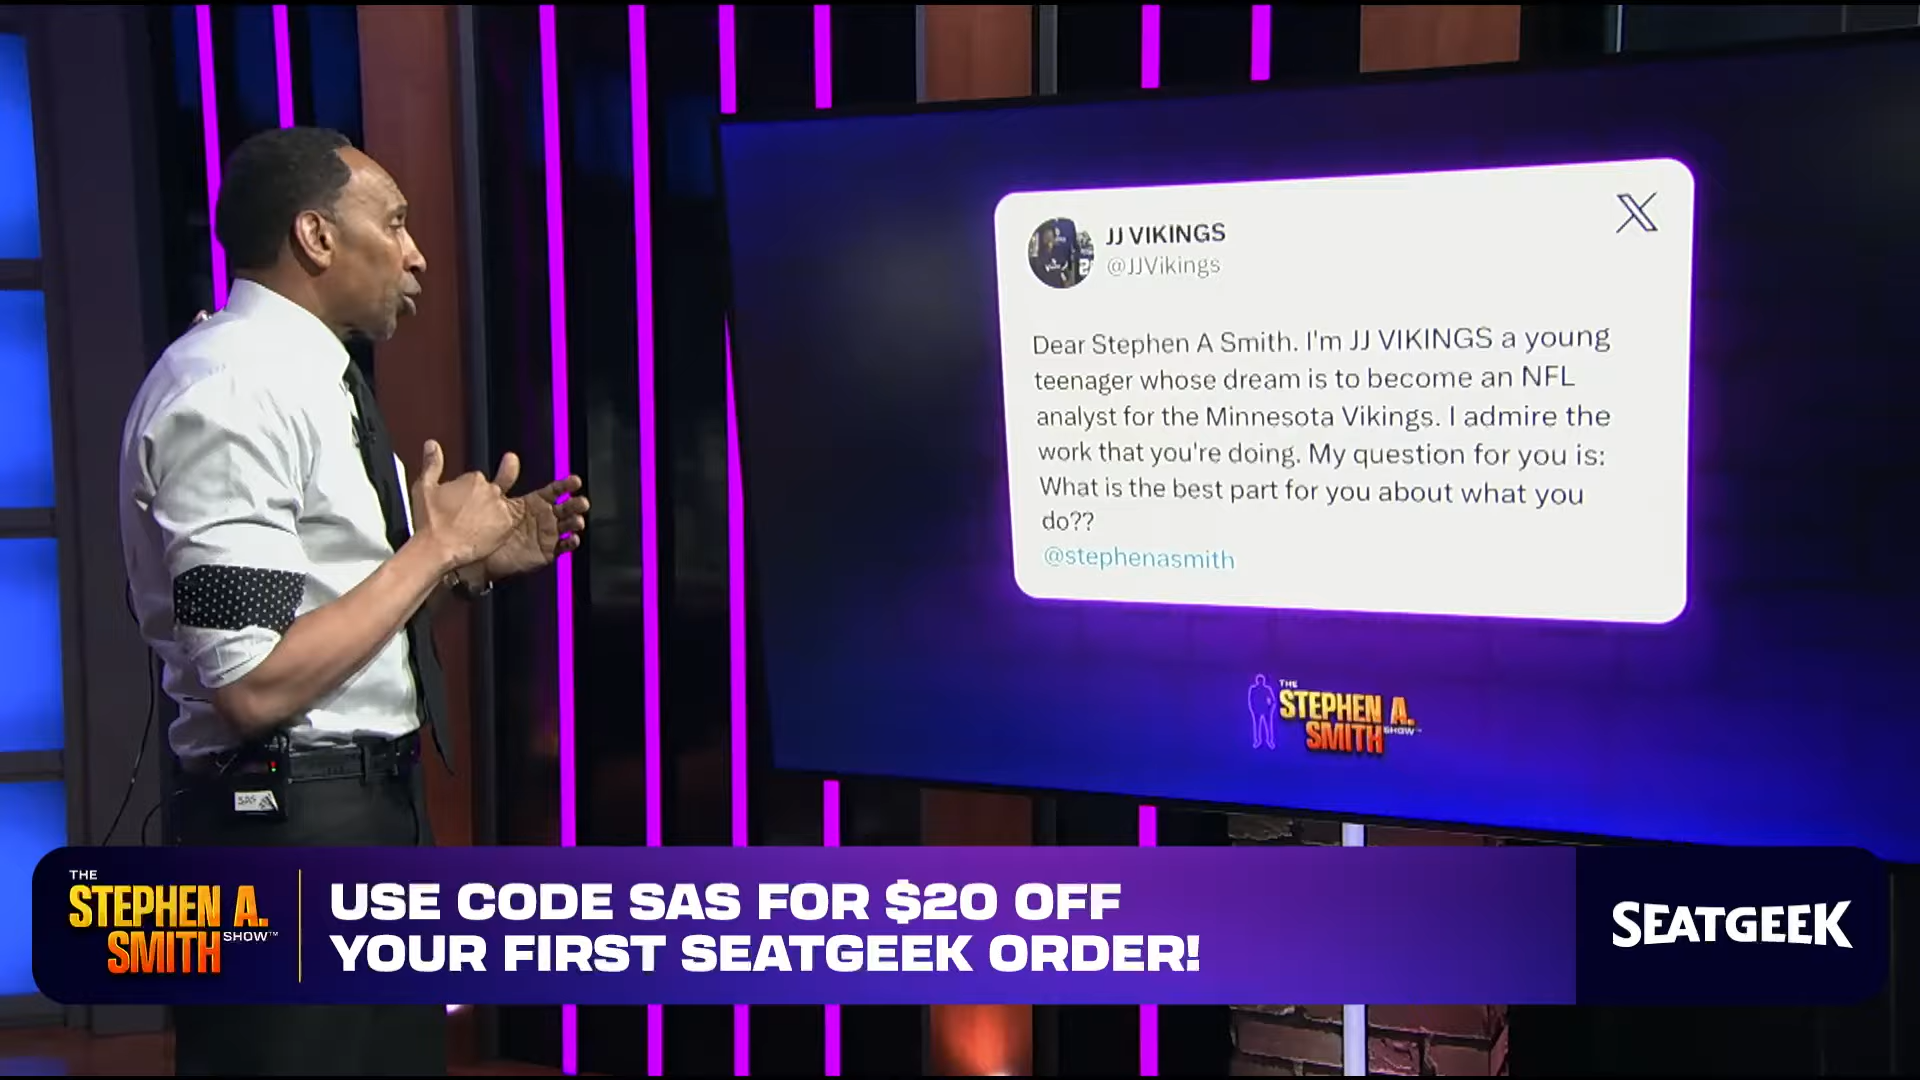 JJ VIKINGS
@JJVikings
Dear Stephen A Smith. I'm JJ VIKINGS a young
teenager whose dream is to become an NFL
analyst for the Minnesota Vikings. I admire the
work that you're doing. My question for you is:
What is the best part for you about what you
do??
@stephenasmith
THE
STEPHEN A.
SMITH SHOW™
THE
STEPHEN A.
SMITH SHOW™
USE CODE SAS FOR $20 OFF
YOUR FIRST SEATGEEK ORDER!
SEATGEEK